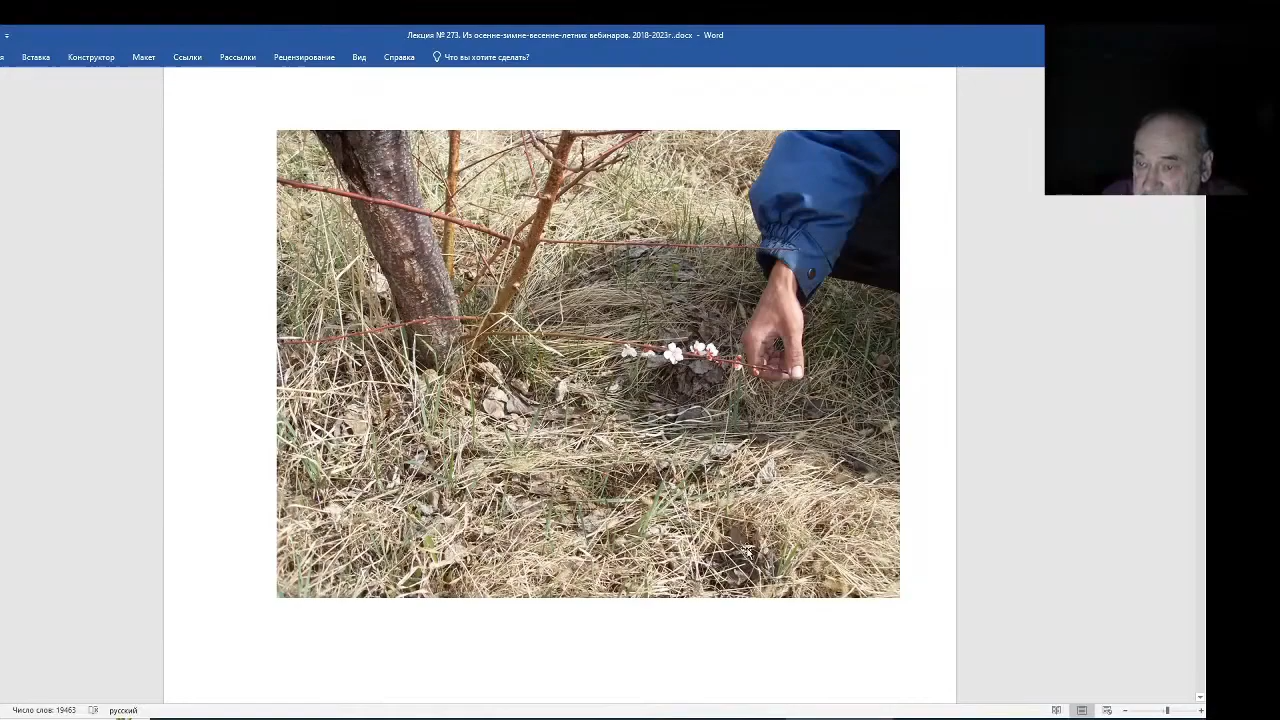 Лекция № 273. Из осенне-зимне-весенне-летних вебинаров. 2018-2023г..docx - Word
я Вставка Конструктор Макет Ссылки Рассылки Рецензирование Вид Справка Что вы хотите сделать?
Число слов: 19463 русский